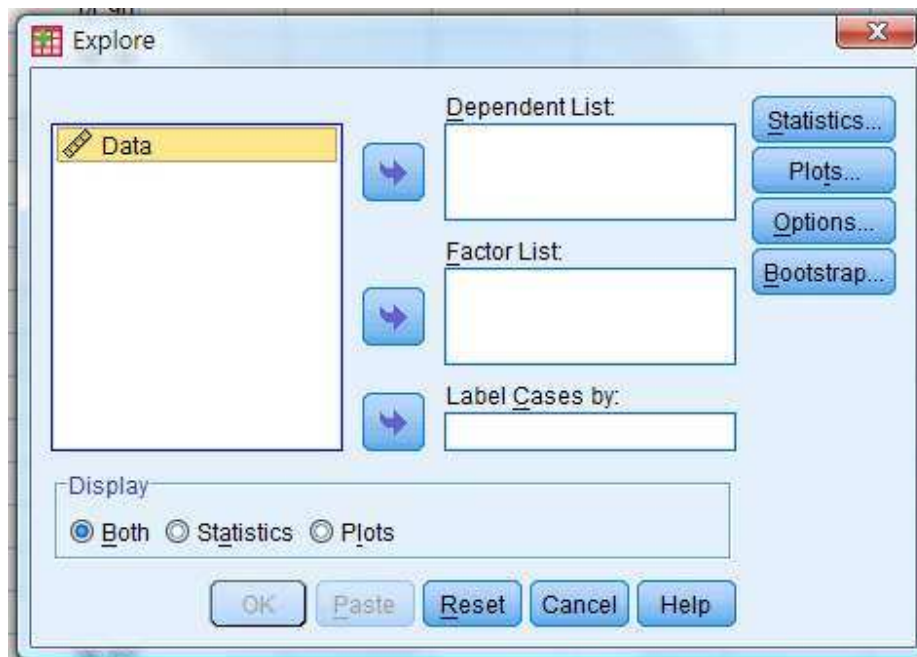 Explore
Data
Dependent List:
Factor List:
Label Cases by:
Statistics...
Plots...
Options...
Bootstrap...
Display
Both Statistics Plots
OK Paste Reset Cancel Help